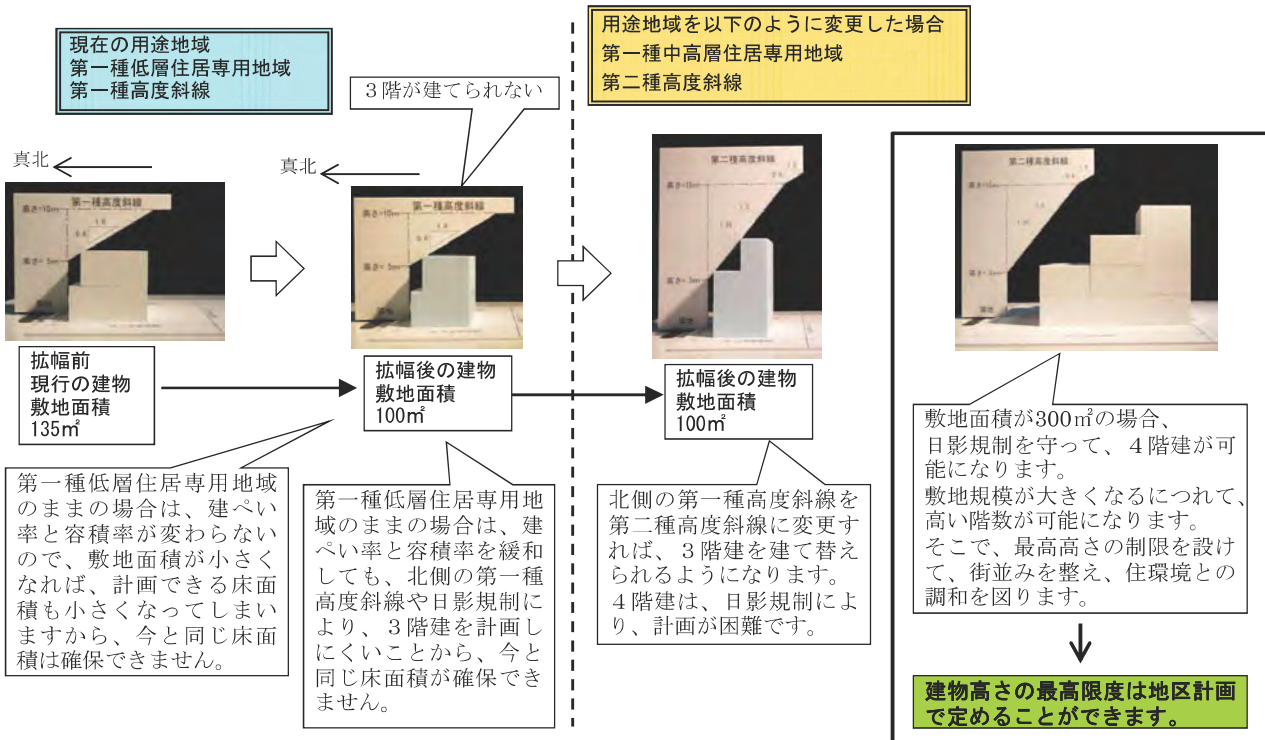 現在の用途地域
第一種低層住居専用地域
第一種高度斜線
用途地域を以下のように変更した場合
第一種中高層住居専用地域
第二種高度斜線
3階が建てられない
真北
真北
第一種高度斜線
高さ=10m
高さ=5m
第一種高度斜線
高さ=10m
高さ=5m
第二種高度斜線
第二種高度斜線
拡幅前
現行の建物
敷地面積
135㎡
拡幅後の建物
敷地面積
100㎡
拡幅後の建物
敷地面積
100㎡
第一種低層住居専用地域
のままの場合は、建ぺい
率と容積率が変わらない
ので、敷地面積が小さく
なれば、計画できる床面
積も小さくなってしまい
ますから、今と同じ床面
積は確保できません。
第一種低層住居専用地
域のままの場合は、建
ぺい率と容積率を緩和
しても、北側の第一種
高度斜線や日影規制に
より、3階建を計画し
にくいことから、今と
同じ床面積が確保でき
ません。
北側の第一種高度斜線を
第二種高度斜線に変更す
れば、3階建を建て替え
られるようになります。
4階建は、日影規制によ
り、計画が困難です。
敷地面積が300㎡の場合、
日影規制を守って、4階建が可
能になります。
敷地規模が大きくなるにつれて、
高い階数が可能になります。
そこで、最高高さの制限を設け
て、街並みを整え、住環境との
調和を図ります。
建物高さの最高限度は地区計画
で定めることができます。